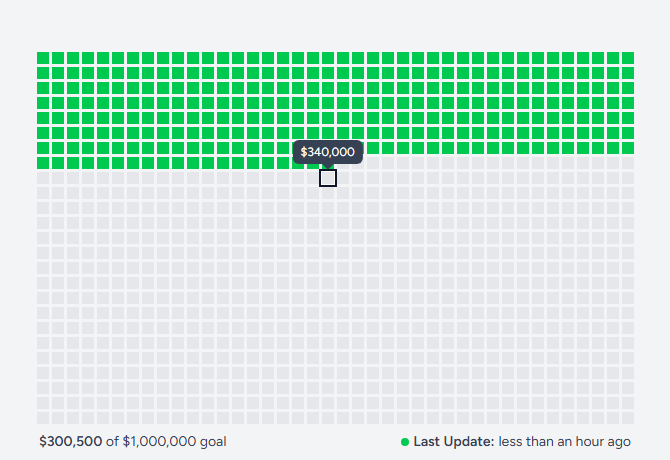 $340,000
$300,500 of $1,000,000 goal
Last Update: less than an hour ago